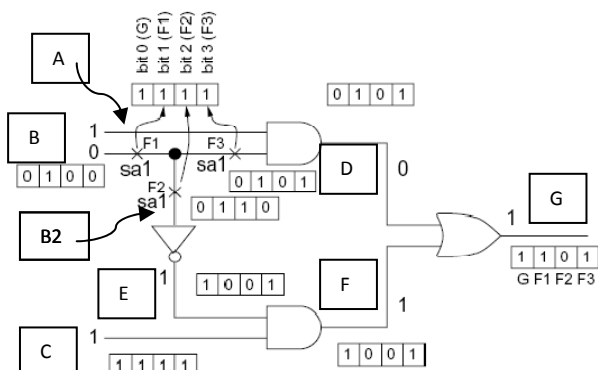 bit 0 (G)
bit 1 (F1)
bit 2 (F2)
bit 3 (F3)
A
1 1 1 1
0 1 0 1
B
1
0
F1
F3
sa1
sa1
0 1 0 0
0 1 0 1
D
0
F2
sa1
0 1 1 0
B2
G
1
1 1 0 1
G F1 F2 F3
E
1
1 0 0 1
F
1
C
1
1 1 1 1
1 0 0 1